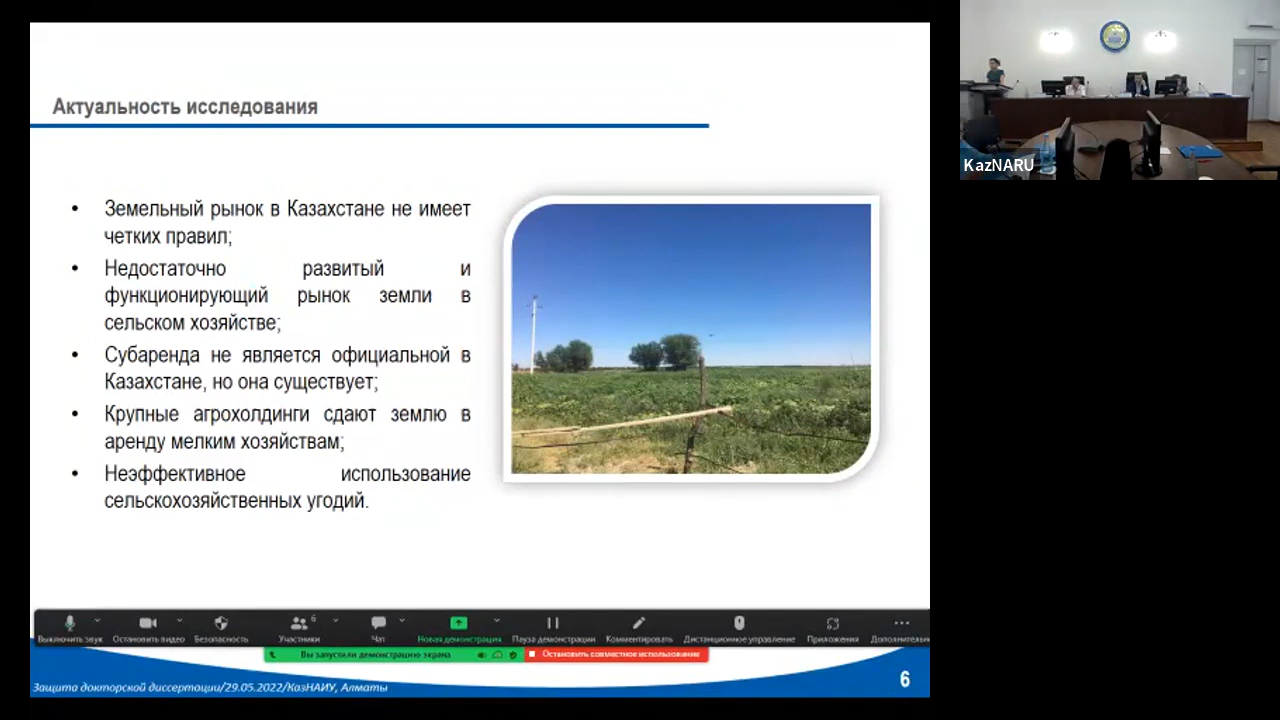 Актуальность исследования
• Земельный рынок в Казахстане не имеет
четких правил;
• Недостаточно развитый и
функционирующий рынок земли в
сельском хозяйстве;
• Субаренда не является официальной в
Казахстане, но она существует;
• Крупные агрохолдинги сдают землю в
аренду мелким хозяйствам;
• Неэффективное использование
сельскохозяйственных угодий.
KazNARU
6
Выключить звук Остановить видео Безопасность Участники Чат Новая демонстрация Пауза демонстрации Комментировать Дистанционное управление Приложения Дополнительн
Вы запустили демонстрацию экрана Остановить совместное использование
Защита докторской диссертации/29.05.2022/КазНАИУ, Алматы
6